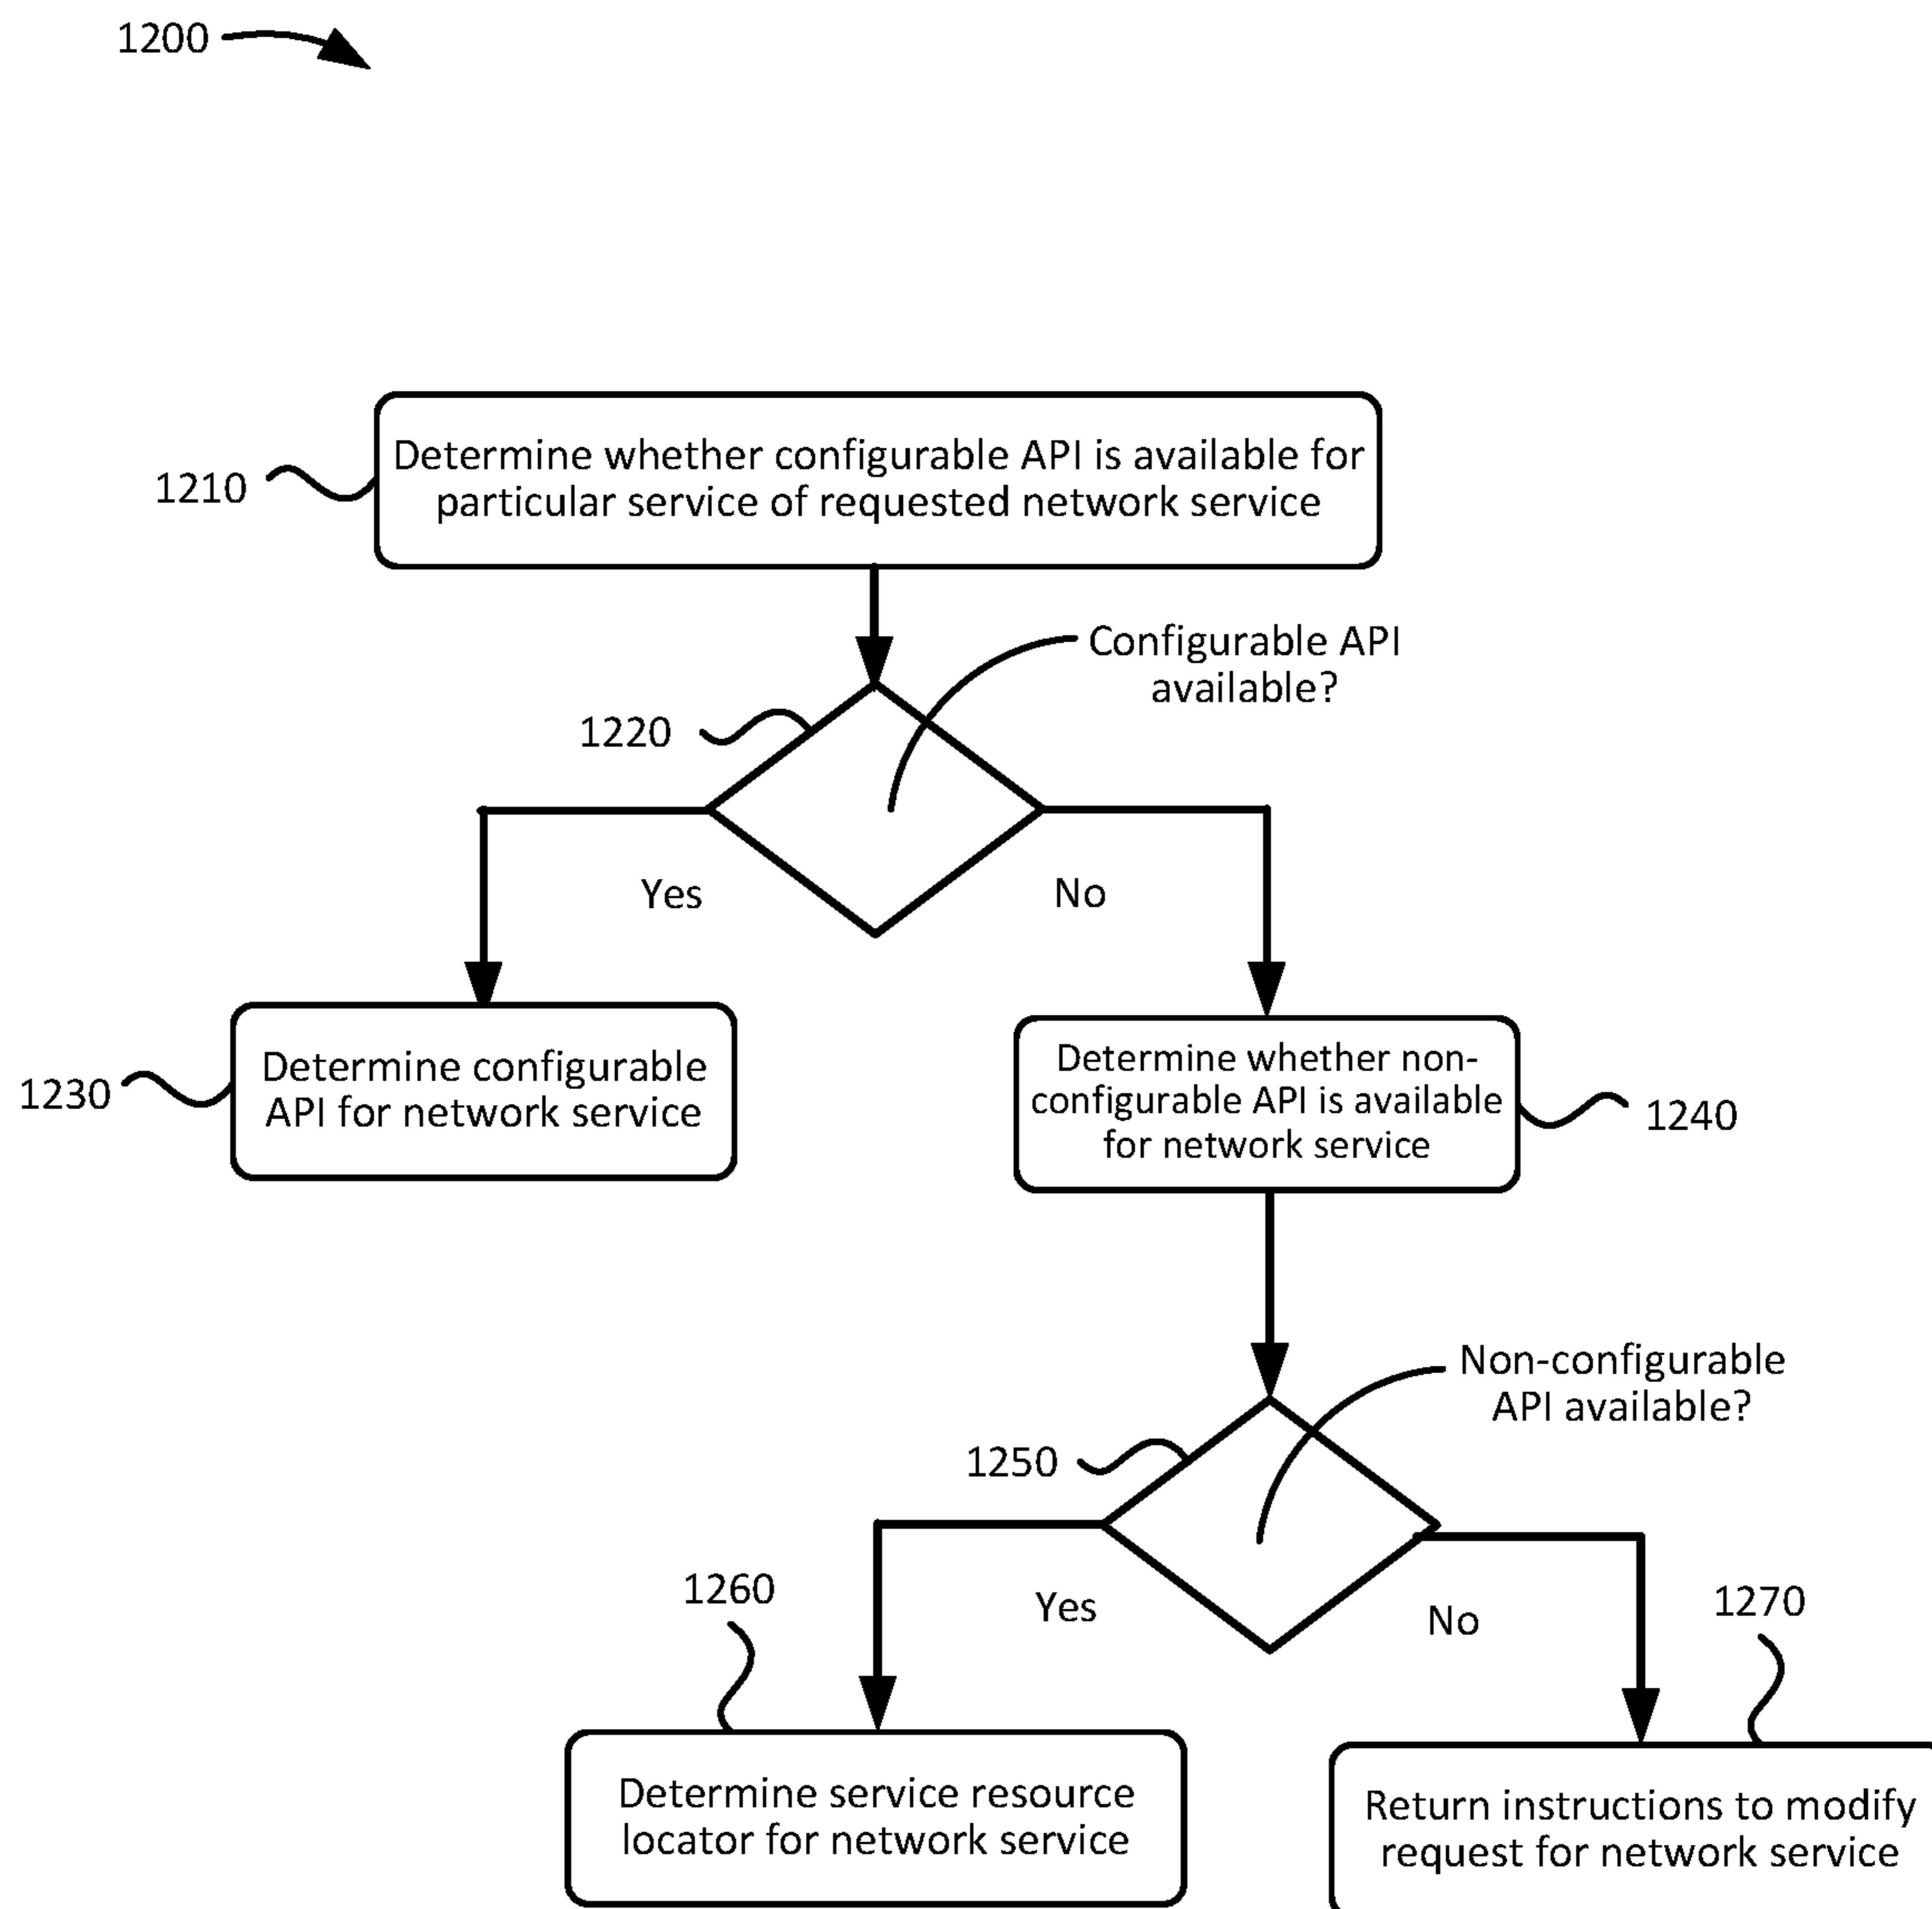 1200
Determine whether configurable API is available for
particular service of requested network service
1210
Configurable API
available?
1220
Yes
No
Determine configurable
API for network service
1230
Determine whether non-
configurable API is available
for network service
1240
Non-configurable
API available?
1250
Yes
No
1260
1270
Determine service resource
locator for network service
Return instructions to modify
request for network service